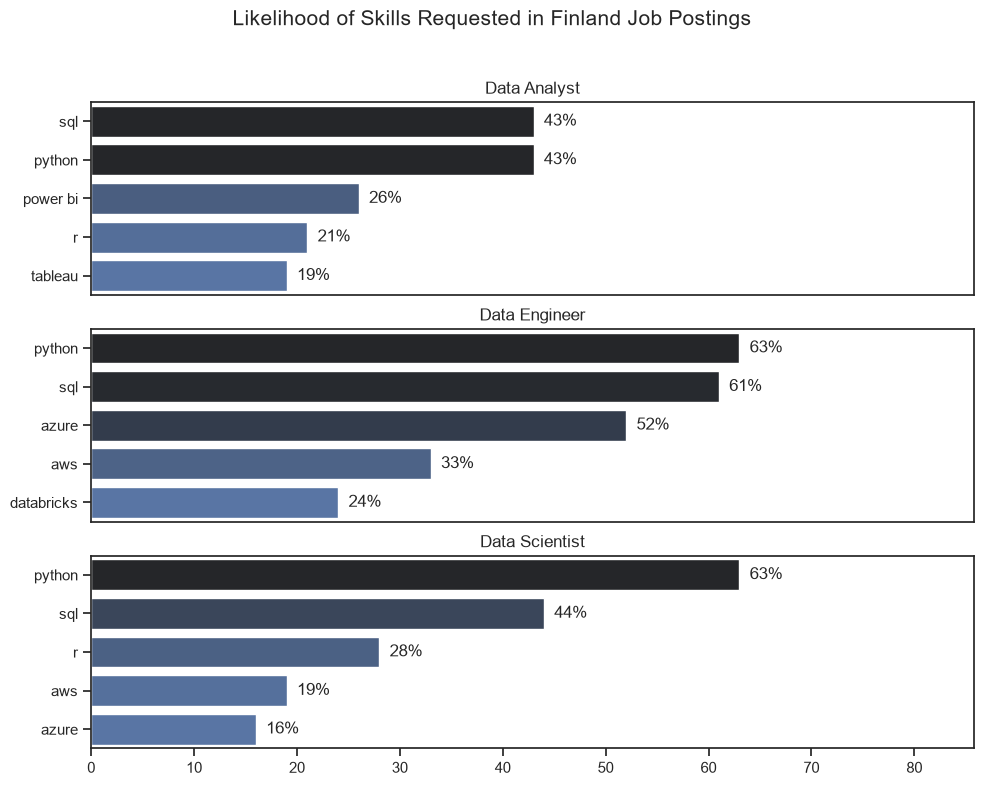 Likelihood of Skills Requested in Finland Job Postings
Data Analyst
sql 43%
python 43%
power bi 26%
r 21%
tableau 19%
Data Engineer
python 63%
sql 61%
azure 52%
aws 33%
databricks 24%
Data Scientist
python 63%
sql 44%
r 28%
aws 19%
azure 16%
0 10 20 30 40 50 60 70 80